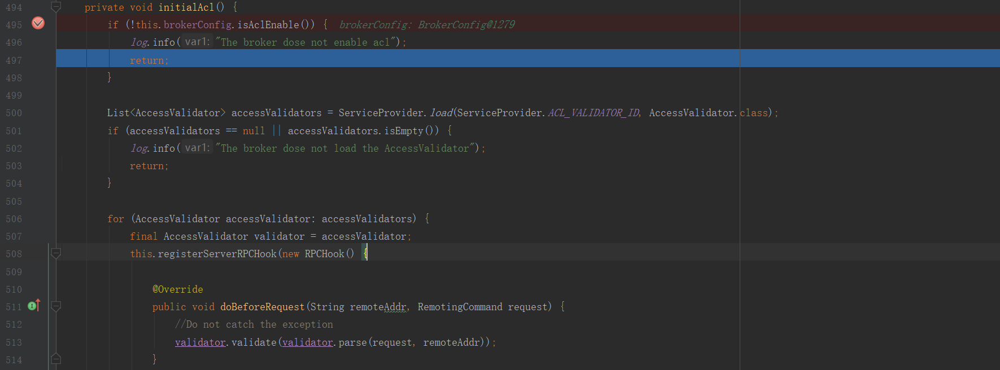 494 private void initialAcl() {
495 if (!this.brokerConfig.isAclEnable()) { brokerConfig: BrokerConfig@1279
496 log.info( var1: "The broker dose not enable acl");
497 return;
498 }
499
500 List<AccessValidator> accessValidators = ServiceProvider.load(ServiceProvider.ACL_VALIDATOR_ID, AccessValidator.class);
501 if (accessValidators == null || accessValidators.isEmpty()) {
502 log.info( var1: "The broker dose not load the AccessValidator");
503 return;
504 }
505
506 for (AccessValidator accessValidator: accessValidators) {
507 final AccessValidator validator = accessValidator;
508 this.registerServerRPCHook(new RPCHook() {
509
510 @Override
511 public void doBeforeRequest(String remoteAddr, RemotingCommand request) {
512 //Do not catch the exception
513 validator.validate(validator.parse(request, remoteAddr));
514 }